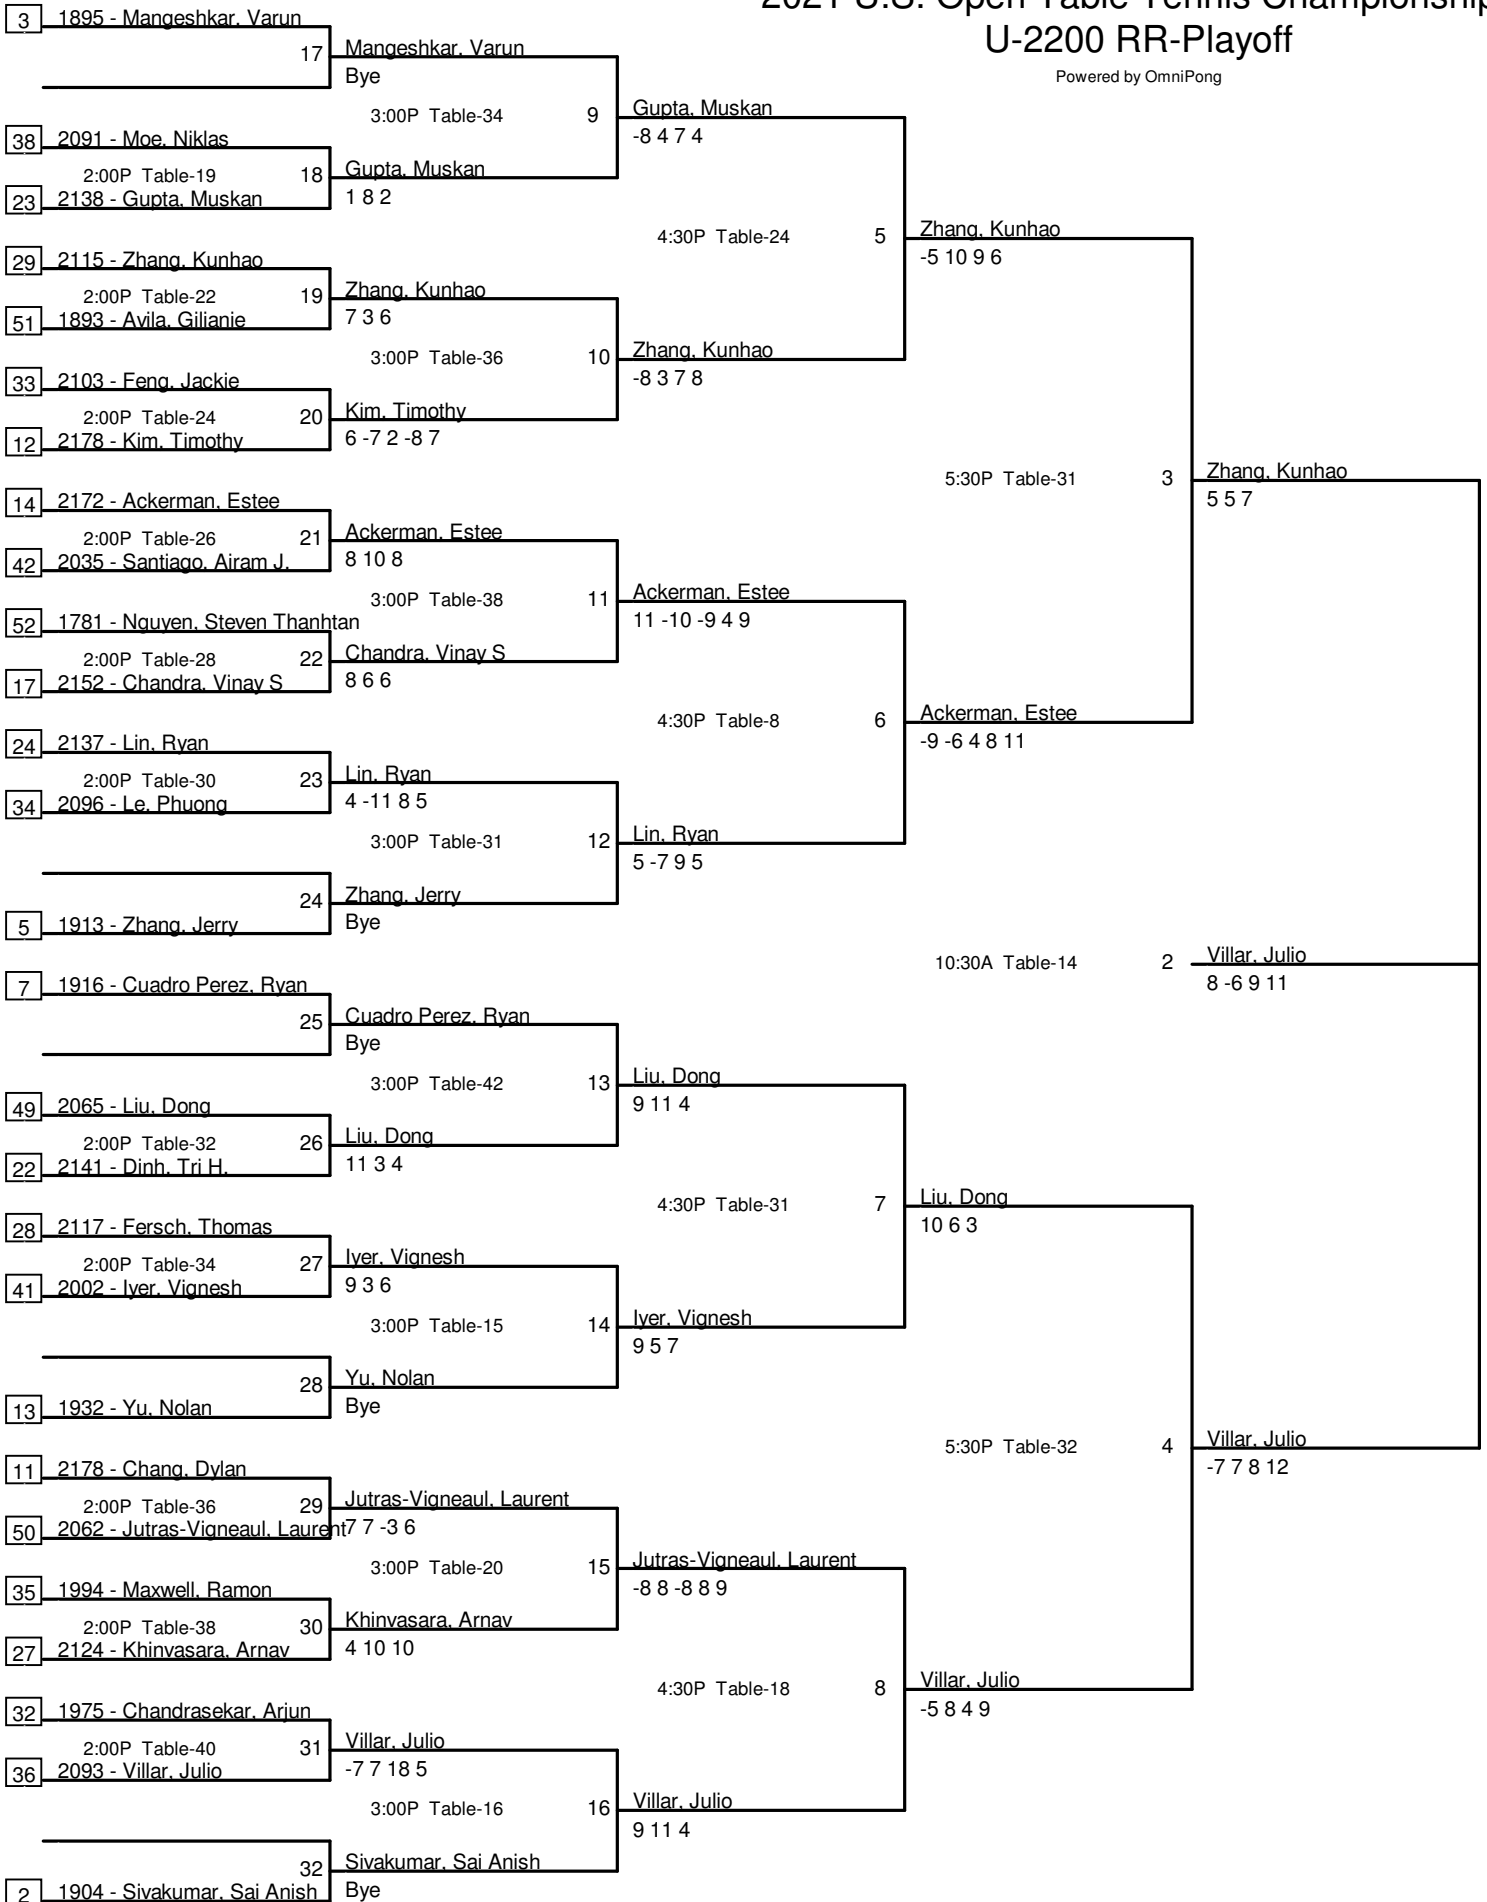 2021 U.S. Open Table Tennis Championship
U-2200 RR-Playoff
Powered by OmniPong
3 1895 - Mangeshkar, Varun
17 Mangeshkar, Varun
Bye
3:00P Table-34 9 Gupta, Muskan
-8 4 7 4
38 2091 - Moe, Niklas
2:00P Table-19 18 Gupta, Muskan
23 2138 - Gupta, Muskan 1 8 2
4:30P Table-24 5 Zhang, Kunhao
-5 10 9 6
29 2115 - Zhang, Kunhao
2:00P Table-22 19 Zhang, Kunhao
51 1893 - Avila, Gilianie 7 3 6
3:00P Table-36 10 Zhang, Kunhao
-8 3 7 8
33 2103 - Feng, Jackie
2:00P Table-24 20 Kim, Timothy
12 2178 - Kim, Timothy 6 -7 2 -8 7
5:30P Table-31 3 Zhang, Kunhao
5 5 7
14 2172 - Ackerman, Estee
2:00P Table-26 21 Ackerman, Estee
42 2035 - Santiago, Airam J. 8 10 8
3:00P Table-38 11 Ackerman, Estee
11 -10 -9 4 9
52 1781 - Nguyen, Steven Thanhtan
2:00P Table-28 22 Chandra, Vinay S
17 2152 - Chandra, Vinay S 8 6 6
4:30P Table-8 6 Ackerman, Estee
-9 -6 4 8 11
24 2137 - Lin, Ryan
2:00P Table-30 23 Lin, Ryan
34 2096 - Le, Phuong 4 -11 8 5
3:00P Table-31 12 Lin, Ryan
5 -7 9 5
24 Zhang, Jerry
5 1913 - Zhang, Jerry Bye
10:30A Table-14 2 Villar, Julio
8 -6 9 11
7 1916 - Cuadro Perez, Ryan
25 Cuadro Perez, Ryan
Bye
3:00P Table-42 13 Liu, Dong
9 11 4
49 2065 - Liu, Dong
2:00P Table-32 26 Liu, Dong
22 2141 - Dinh, Tri H. 11 3 4
4:30P Table-31 7 Liu, Dong
10 6 3
28 2117 - Fersch, Thomas
2:00P Table-34 27 Iyer, Vignesh
41 2002 - Iyer, Vignesh 9 3 6
3:00P Table-15 14 Iyer, Vignesh
9 5 7
28 Yu, Nolan
13 1932 - Yu, Nolan Bye
5:30P Table-32 4 Villar, Julio
-7 7 8 12
11 2178 - Chang, Dylan
2:00P Table-36 29 Jutras-Vigneaul, Laurent
50 2062 - Jutras-Vigneaul, Laurent 7 7 -3 6
3:00P Table-20 15 Jutras-Vigneaul, Laurent
-8 8 -8 8 9
35 1994 - Maxwell, Ramon
2:00P Table-38 30 Khinvasara, Arnav
27 2124 - Khinvasara, Arnav 4 10 10
4:30P Table-18 8 Villar, Julio
-5 8 4 9
32 1975 - Chandrasekar, Arjun
2:00P Table-40 31 Villar, Julio
36 2093 - Villar, Julio -7 7 18 5
3:00P Table-16 16 Villar, Julio
9 11 4
32 Sivakumar, Sai Anish
2 1904 - Sivakumar, Sai Anish Bye